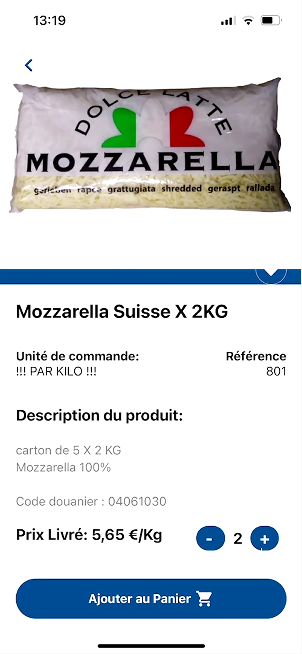 13:19
DOLCE LATTE
MOZZARELLA
gerieben rapée grattugiata shredded geraspt rallada
Mozzarella Suisse X 2KG
Unité de commande:
Référence
!!! PAR KILO !!!
801
Description du produit:
carton de 5 X 2 KG
Mozzarella 100%
Code douanier : 04061030
Prix Livré: 5,65 €/Kg
- 2 +
Ajouter au Panier